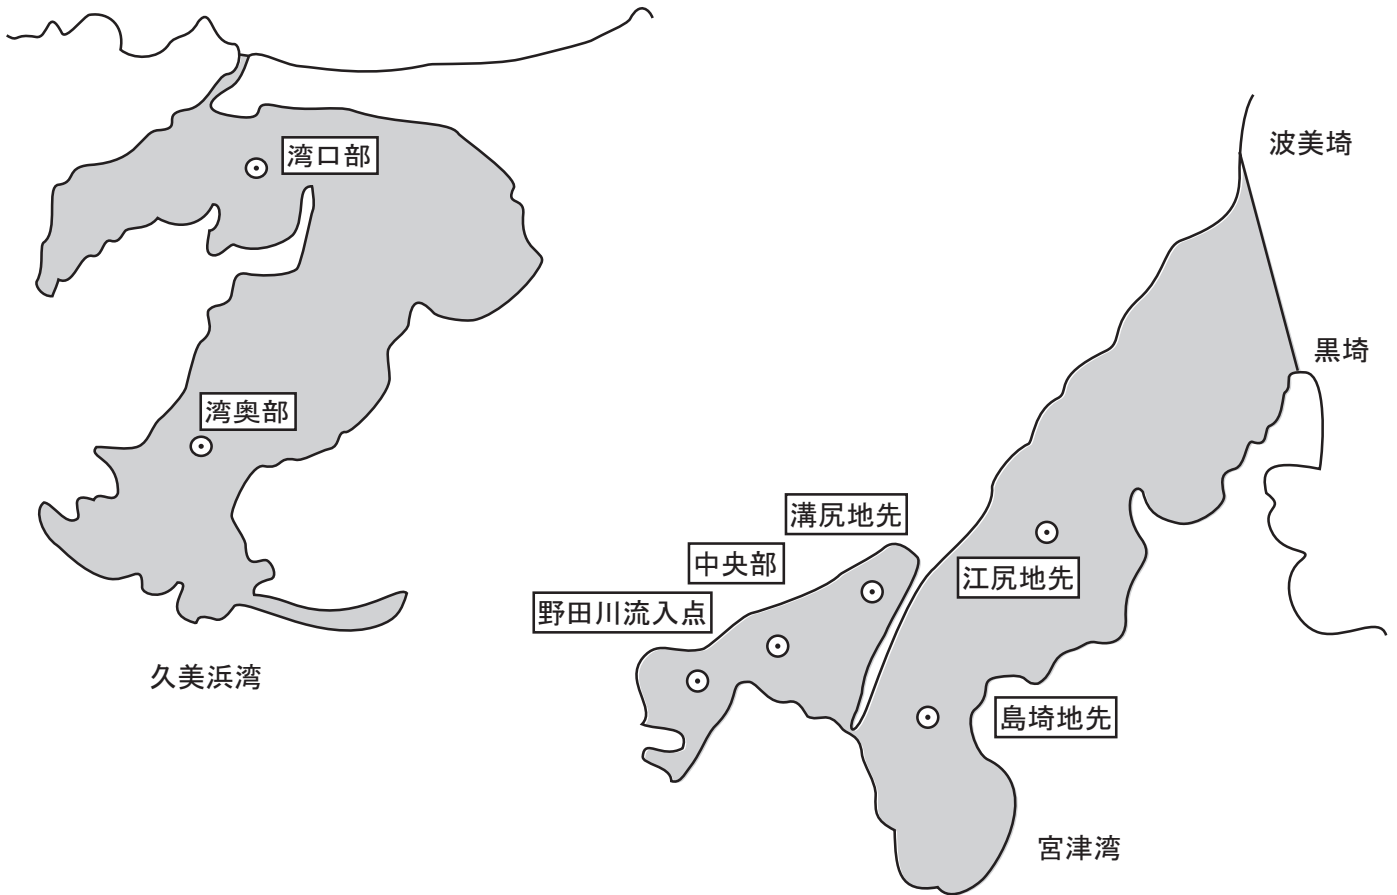 湾口部
波美埼
黒埼
湾奥部
溝尻地先
中央部
江尻地先
野田川流入点
久美浜湾
島埼地先
宮津湾